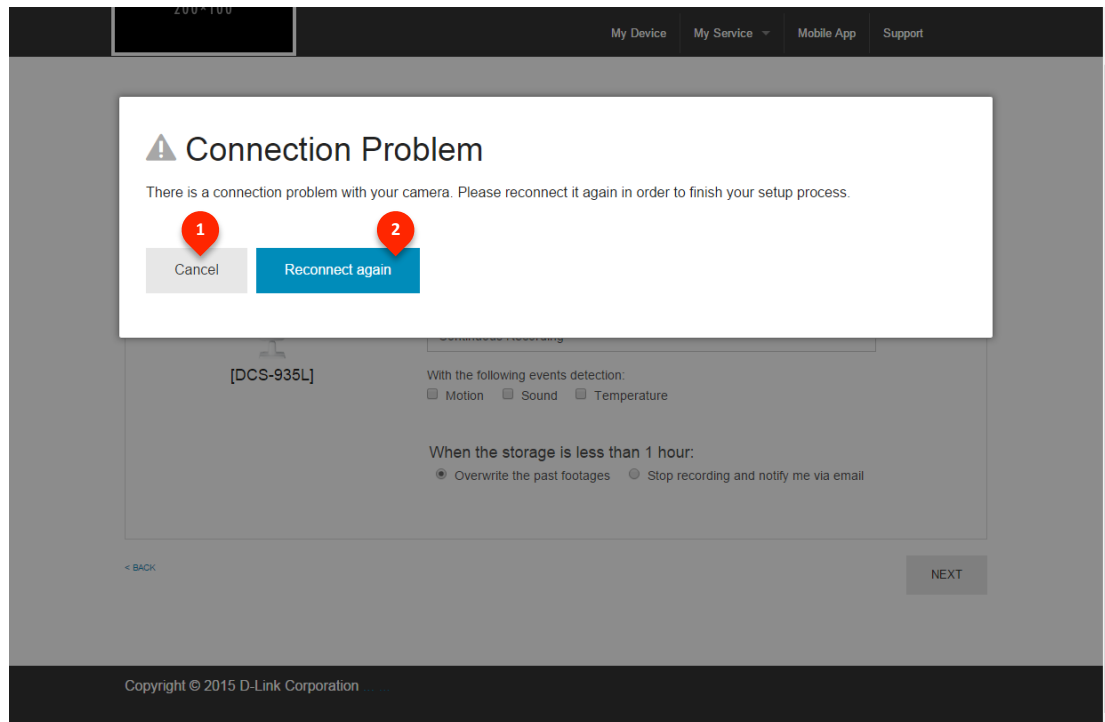 200×100
My Device My Service Mobile App Support
Connection Problem
There is a connection problem with your camera. Please reconnect it again in order to finish your setup process.
1 2
Cancel Reconnect again
Continuous Recording
[DCS-935L]
With the following events detection:
Motion Sound Temperature
When the storage is less than 1 hour:
Overwrite the past footages Stop recording and notify me via email
< BACK
NEXT
Copyright © 2015 D-Link Corporation